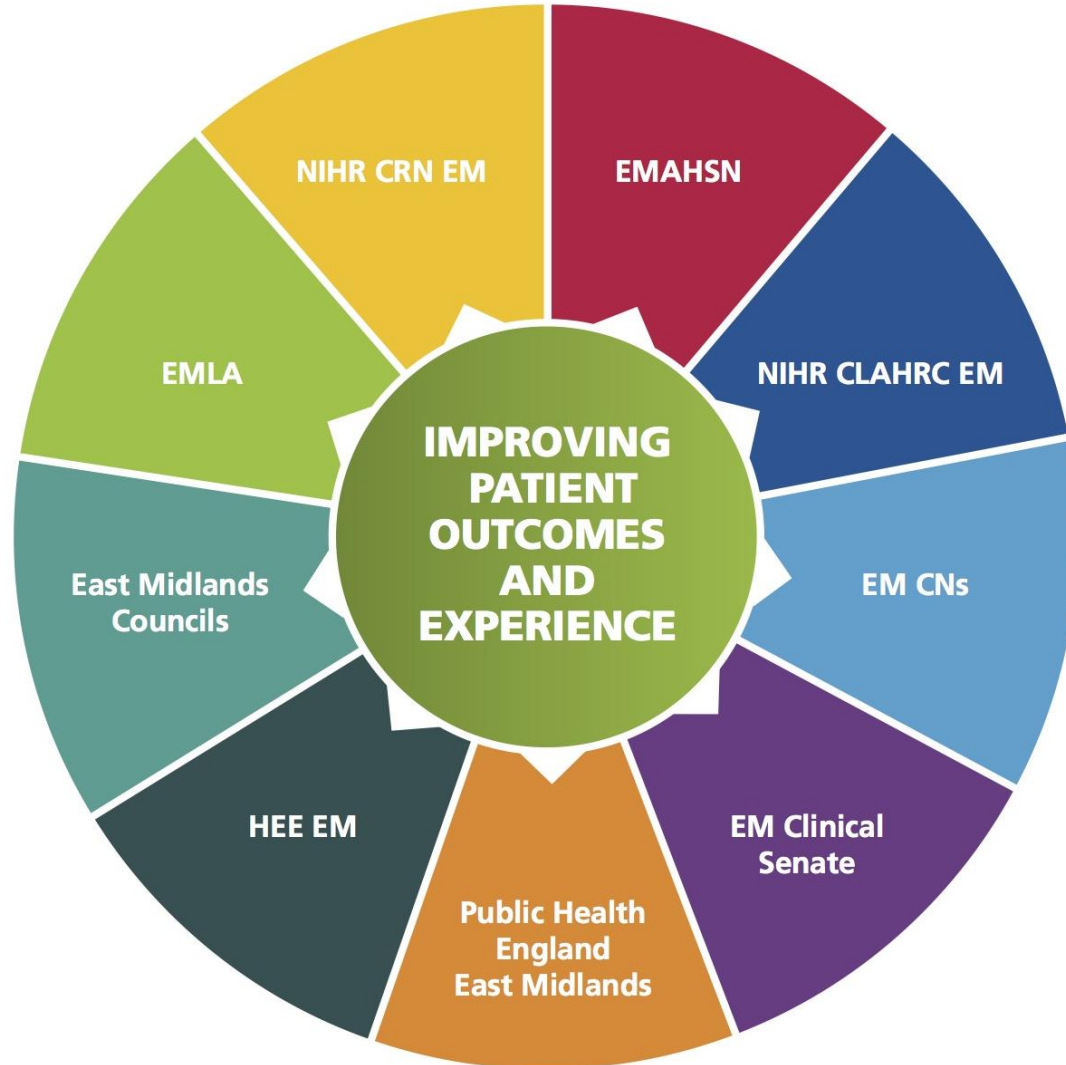 NIHR CRN EM
EMAHSN
NIHR CLAHRC EM
EM CNs
EM Clinical
Senate
Public Health
England
East Midlands
HEE EM
East Midlands
Councils
EMLA
IMPROVING
PATIENT
OUTCOMES
AND
EXPERIENCE